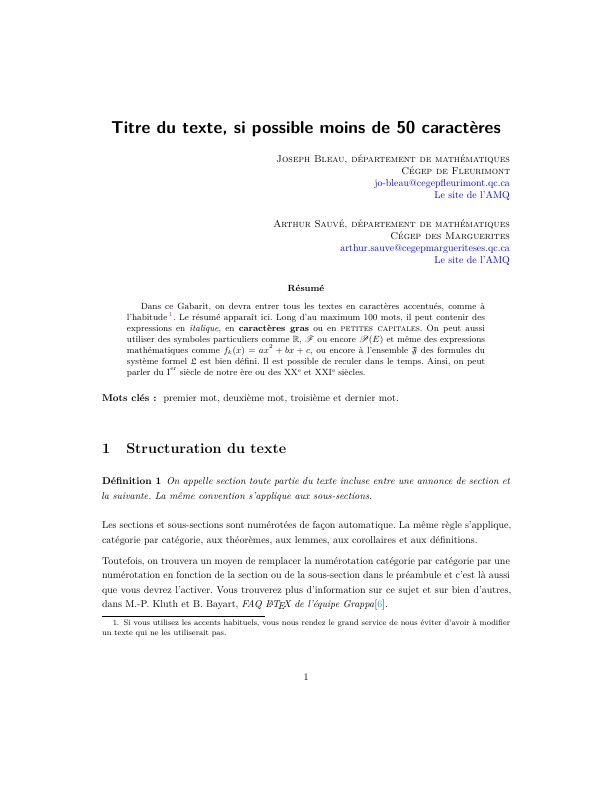 Titre du texte, si possible moins de 50 caractères
Joseph Bleau, département de mathématiques
Cégep de Fleurimont
jo-bleau@cegepfleurimont.qc.ca
Le site de l'AMQ
Arthur Sauvé, département de mathématiques
Cégep des Marguerites
arthur.sauve@cegepmargueriteses.qc.ca
Le site de l'AMQ
Résumé
Dans ce Gabarit, on devra entrer tous les textes en caractères accentués, comme à
l'habitude¹. Le résumé apparaît ici. Long d'au maximum 100 mots, il peut contenir des
expressions en italique, en caractères gras ou en petites capitales. On peut aussi
utiliser des symboles particuliers comme ℝ, ℱ ou encore 𝒫(E) et même des expressions
mathématiques comme fₖ(x) = ax² + bx + c, ou encore à l'ensemble 𝔉 des formules du
système formel 𝔏 est bien défini. Il est possible de reculer dans le temps. Ainsi, on peut
parler du Iᵉʳ siècle de notre ère ou des XXᵉ et XXIᵉ siècles.
Mots clés : premier mot, deuxième mot, troisième et dernier mot.
1 Structuration du texte
Définition 1 On appelle section toute partie du texte incluse entre une annonce de section et
la suivante. La même convention s'applique aux sous-sections.
Les sections et sous-sections sont numérotées de façon automatique. La même règle s'applique,
catégorie par catégorie, aux théorèmes, aux lemmes, aux corollaires et aux définitions.
Toutefois, on trouvera un moyen de remplacer la numérotation catégorie par catégorie par une
numérotation en fonction de la section ou de la sous-section dans le préambule et c'est là aussi
que vous devrez l'activer. Vous trouverez plus d'information sur ce sujet et sur bien d'autres,
dans M.-P. Kluth et B. Bayart, FAQ LATEX de l'équipe Grappa[6].
1. Si vous utilisez les accents habituels, vous nous rendez le grand service de nous éviter d'avoir à modifier
un texte qui ne les utiliserait pas.
1